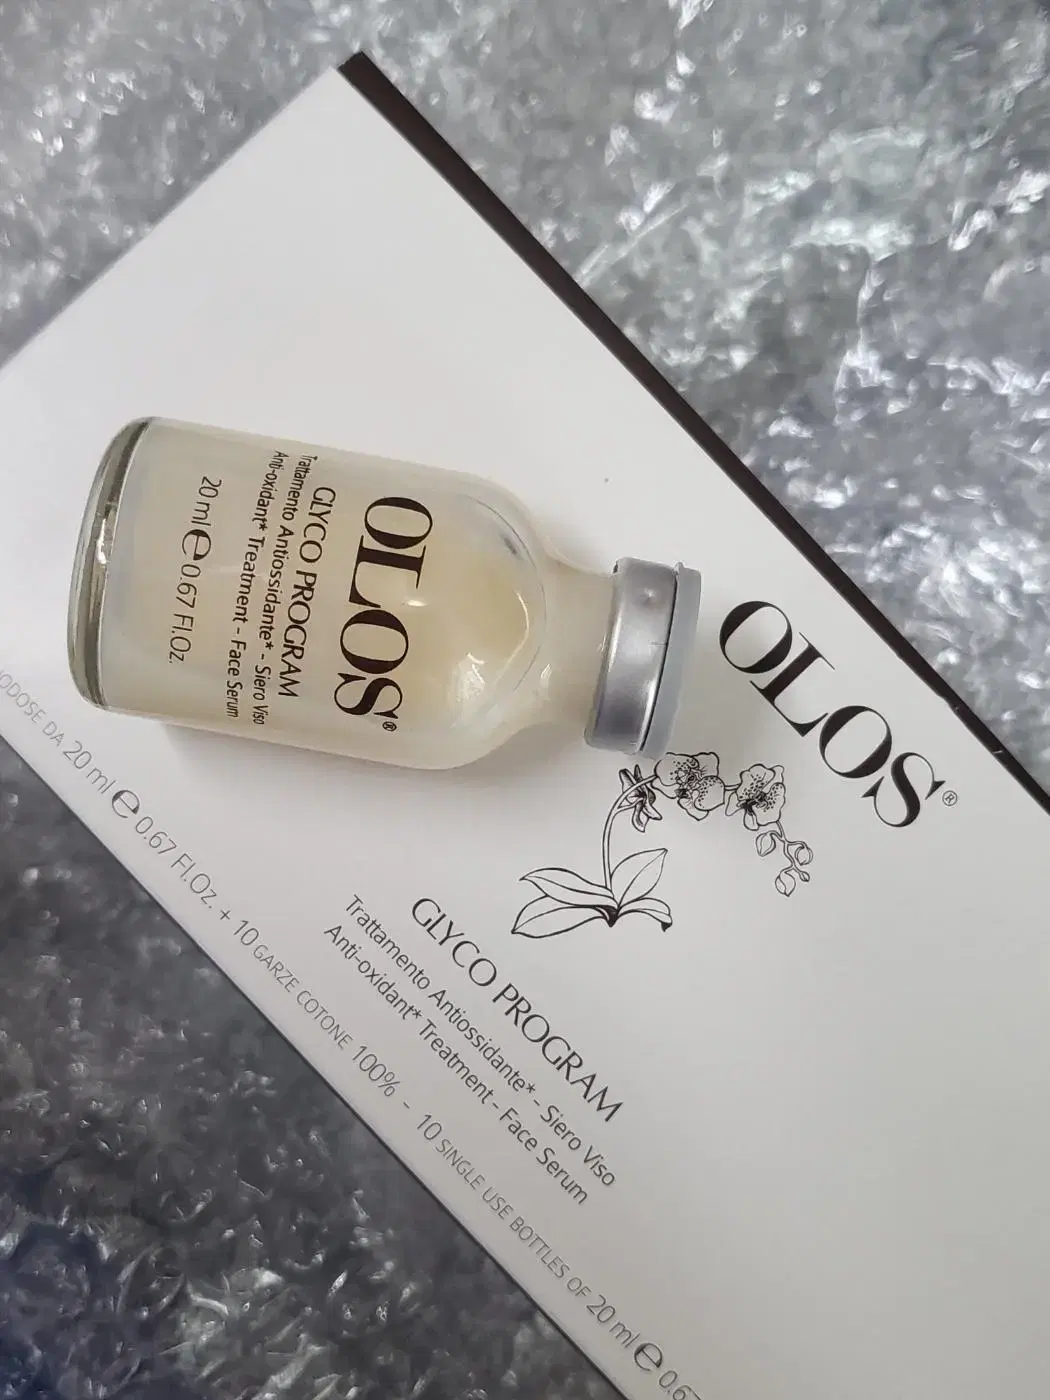 OLOS®
GLYCO PROGRAM
Trattamento Antiossidante* - Siero Viso
Anti-oxidant* Treatment - Face Serum
20 ml ℮ 0.67 Fl.Oz.
OLOS®
GLYCO PROGRAM
Trattamento Antiossidante* - Siero Viso
Anti-oxidant* Treatment - Face Serum
DA 20 ml ℮ 0.67 Fl.Oz. + 10 GARZE COTONE 100% - 10 SINGLE USE BOTTLES OF 20 ml ℮